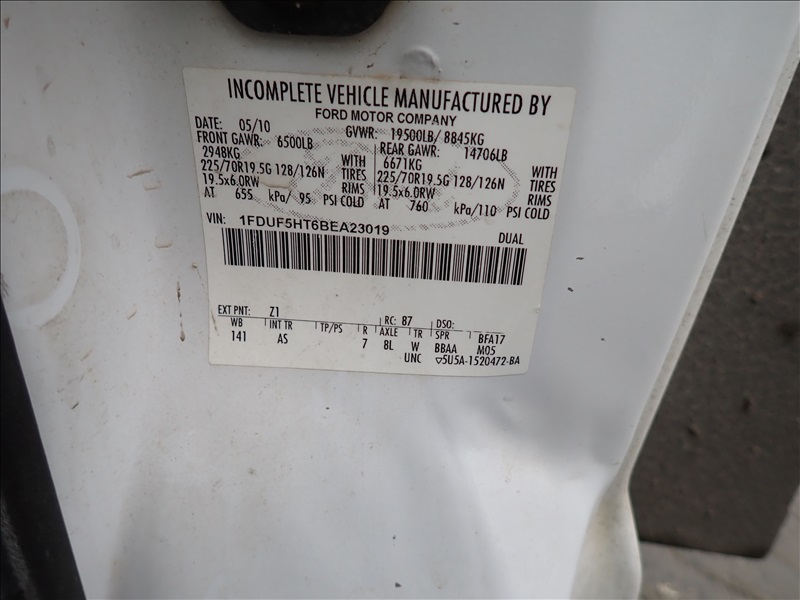 INCOMPLETE VEHICLE MANUFACTURED BY
FORD MOTOR COMPANY
DATE: 05/10 GVWR: 19500LB/ 8845KG
FRONT GAWR: 6500LB REAR GAWR: 14706LB
2948KG WITH 6671KG WITH
225/70R19.5G 128/126N TIRES 225/70R19.5G 128/126N TIRES
19.5x6.0RW RIMS 19.5x6.0RW RIMS
AT 655 kPa/ 95 PSI COLD AT 760 kPa/110 PSI COLD
VIN: 1FDUF5HT6BEA23019 DUAL
EXT PNT: Z1 RC: 87 DSO:
WB INT TR TP/PS R AXLE TR SPR BFA17
141 AS 7 8L W BBAA M05
UNC ▽5U5A-1520472-BA